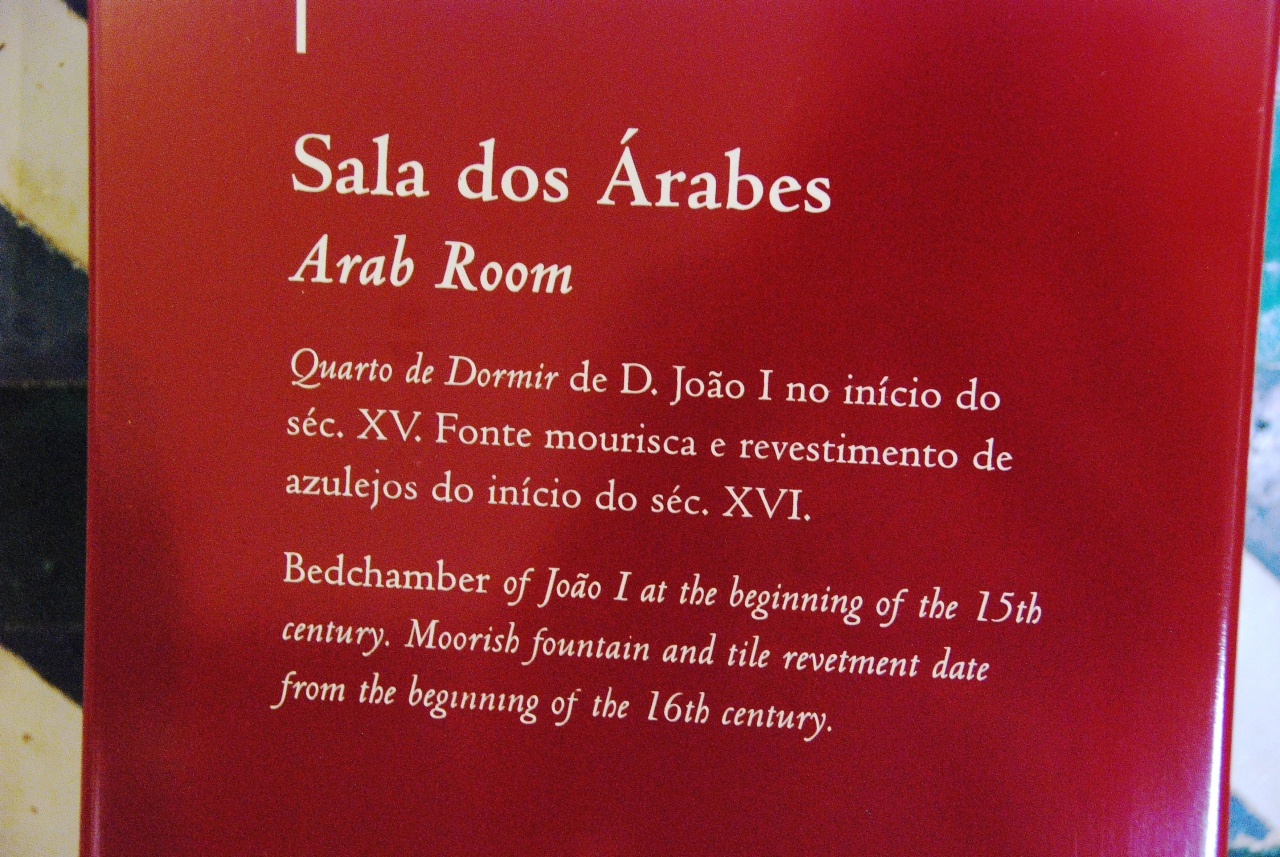 Sala dos Árabes
Arab Room
Quarto de Dormir de D. João I no início do
séc. XV. Fonte mourisca e revestimento de
azulejos do início do séc. XVI.
Bedchamber of João I at the beginning of the 15th
century. Moorish fountain and tile revetment date
from the beginning of the 16th century.